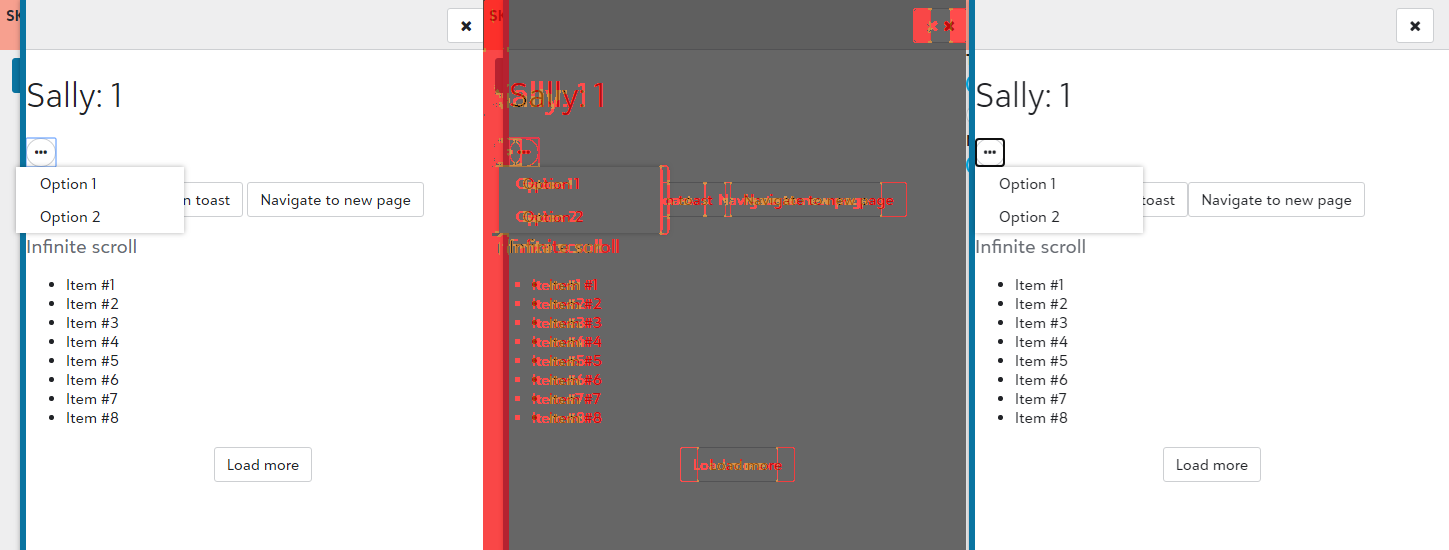 SK
Sally: 1
Option 1
Option 2
n toast
Navigate to new page
Infinite scroll
Item #1
Item #2
Item #3
Item #4
Item #5
Item #6
Item #7
Item #8
Load more
SK
Sally: 1
Option 1
Option 2
toast
Navigate to new page
Infinite scroll
Item #1
Item #2
Item #3
Item #4
Item #5
Item #6
Item #7
Item #8
Load more
Sally: 1
Option 1
Option 2
toast
Navigate to new page
Infinite scroll
Item #1
Item #2
Item #3
Item #4
Item #5
Item #6
Item #7
Item #8
Load more